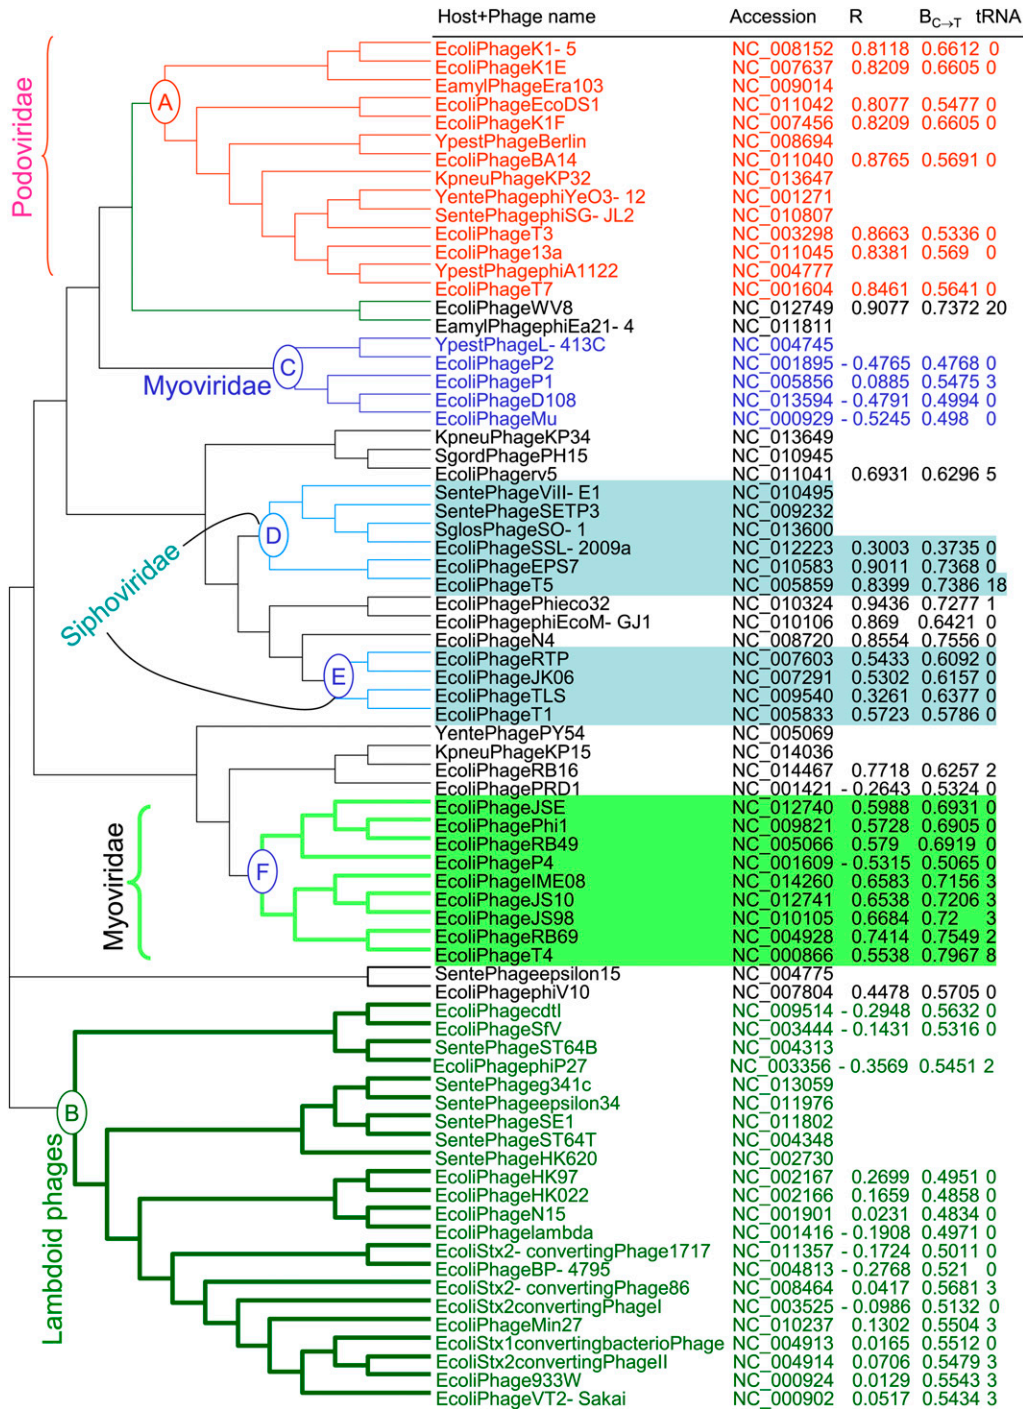 Host+Phage name Accession R B C→T tRNA
EcoliPhageK1- 5 NC_008152 0.8118 0.6612 0
EcoliPhageK1E NC_007637 0.8209 0.6605 0
EamylPhageEra103 NC_009014
EcoliPhageEcoDS1 NC_011042 0.8077 0.5477 0
EcoliPhageK1F NC_007456 0.8209 0.6605 0
YpestPhageBerlin NC_008694
EcoliPhageBA14 NC_011040 0.8765 0.5691 0
KpneuPhageKP32 NC_013647
YentePhagephiYeO3- 12 NC_001271
SentePhagephiSG- JL2 NC_010807
EcoliPhageT3 NC_003298 0.8663 0.5336 0
EcoliPhage13a NC_011045 0.8381 0.569 0
YpestPhagephiA1122 NC_004777
EcoliPhageT7 NC_001604 0.8461 0.5641 0
EcoliPhageWV8 NC_012749 0.9077 0.7372 20
EamylPhagephiEa21- 4 NC_011811
YpestPhageL- 413C NC_004745
EcoliPhageP2 NC_001895 - 0.4765 0.4768 0
EcoliPhageP1 NC_005856 0.0885 0.5475 3
EcoliPhageD108 NC_013594 - 0.4791 0.4994 0
EcoliPhageMu NC_000929 - 0.5245 0.498 0
KpneuPhageKP34 NC_013649
SgordPhagePH15 NC_010945
EcoliPhagerv5 NC_011041 0.6931 0.6296 5
SentePhageViII- E1 NC_010495
SentePhageSETP3 NC_009232
SglosPhageSO- 1 NC_013600
EcoliPhageSSL- 2009a NC_012223 0.3003 0.3735 0
EcoliPhageEPS7 NC_010583 0.9011 0.7368 0
EcoliPhageT5 NC_005859 0.8399 0.7386 18
EcoliPhagePhieco32 NC_010324 0.9436 0.7277 1
EcoliPhagephiEcoM- GJ1 NC_010106 0.869 0.6421 0
EcoliPhageN4 NC_008720 0.8554 0.7556 0
EcoliPhageRTP NC_007603 0.5433 0.6092 0
EcoliPhageJK06 NC_007291 0.5302 0.6157 0
EcoliPhageTLS NC_009540 0.3261 0.6377 0
EcoliPhageT1 NC_005833 0.5723 0.5786 0
YentePhagePY54 NC_005069
KpneuPhageKP15 NC_014036
EcoliPhageRB16 NC_014467 0.7718 0.6257 2
EcoliPhagePRD1 NC_001421 - 0.2643 0.5324 0
EcoliPhageJSE NC_012740 0.5988 0.6931 0
EcoliPhagePhi1 NC_009821 0.5728 0.6905 0
EcoliPhageRB49 NC_005066 0.579 0.6919 0
EcoliPhageP4 NC_001609 - 0.5315 0.5065 0
EcoliPhageIME08 NC_014260 0.6583 0.7156 3
EcoliPhageJS10 NC_012741 0.6538 0.7206 3
EcoliPhageJS98 NC_010105 0.6684 0.72 3
EcoliPhageRB69 NC_004928 0.7414 0.7549 2
EcoliPhageT4 NC_000866 0.5538 0.7967 8
SentePhageepsilon15 NC_004775
EcoliPhagephiV10 NC_007804 0.4478 0.5705 0
EcoliPhagecdtI NC_009514 - 0.2948 0.5632 0
EcoliPhageSfV NC_003444 - 0.1431 0.5316 0
SentePhageST64B NC_004313
EcoliPhagephiP27 NC_003356 - 0.3569 0.5451 2
SentePhageg341c NC_013059
SentePhageepsilon34 NC_011976
SentePhageSE1 NC_011802
SentePhageST64T NC_004348
SentePhageHK620 NC_002730
EcoliPhageHK97 NC_002167 0.2699 0.4951 0
EcoliPhageHK022 NC_002166 0.1659 0.4858 0
EcoliPhageN15 NC_001901 0.0231 0.4834 0
EcoliPhagelambda NC_001416 - 0.1908 0.4971 0
EcoliStx2- convertingPhage1717 NC_011357 - 0.1724 0.5011 0
EcoliPhageBP- 4795 NC_004813 - 0.2768 0.521 0
EcoliStx2- convertingPhage86 NC_008464 0.0417 0.5681 3
EcoliStx2convertingPhageI NC_003525 - 0.0986 0.5132 0
EcoliPhageMin27 NC_010237 0.1302 0.5504 3
EcoliStx1convertingbacterioPhage NC_004913 0.0165 0.5512 0
EcoliStx2convertingPhageII NC_004914 0.0706 0.5479 3
EcoliPhage933W NC_000924 0.0129 0.5543 3
EcoliPhageVT2- Sakai NC_000902 0.0517 0.5434 3
Podoviridae
A
C
Myoviridae
D
Siphoviridae
E
F
Myoviridae
B
Lambdoid phages